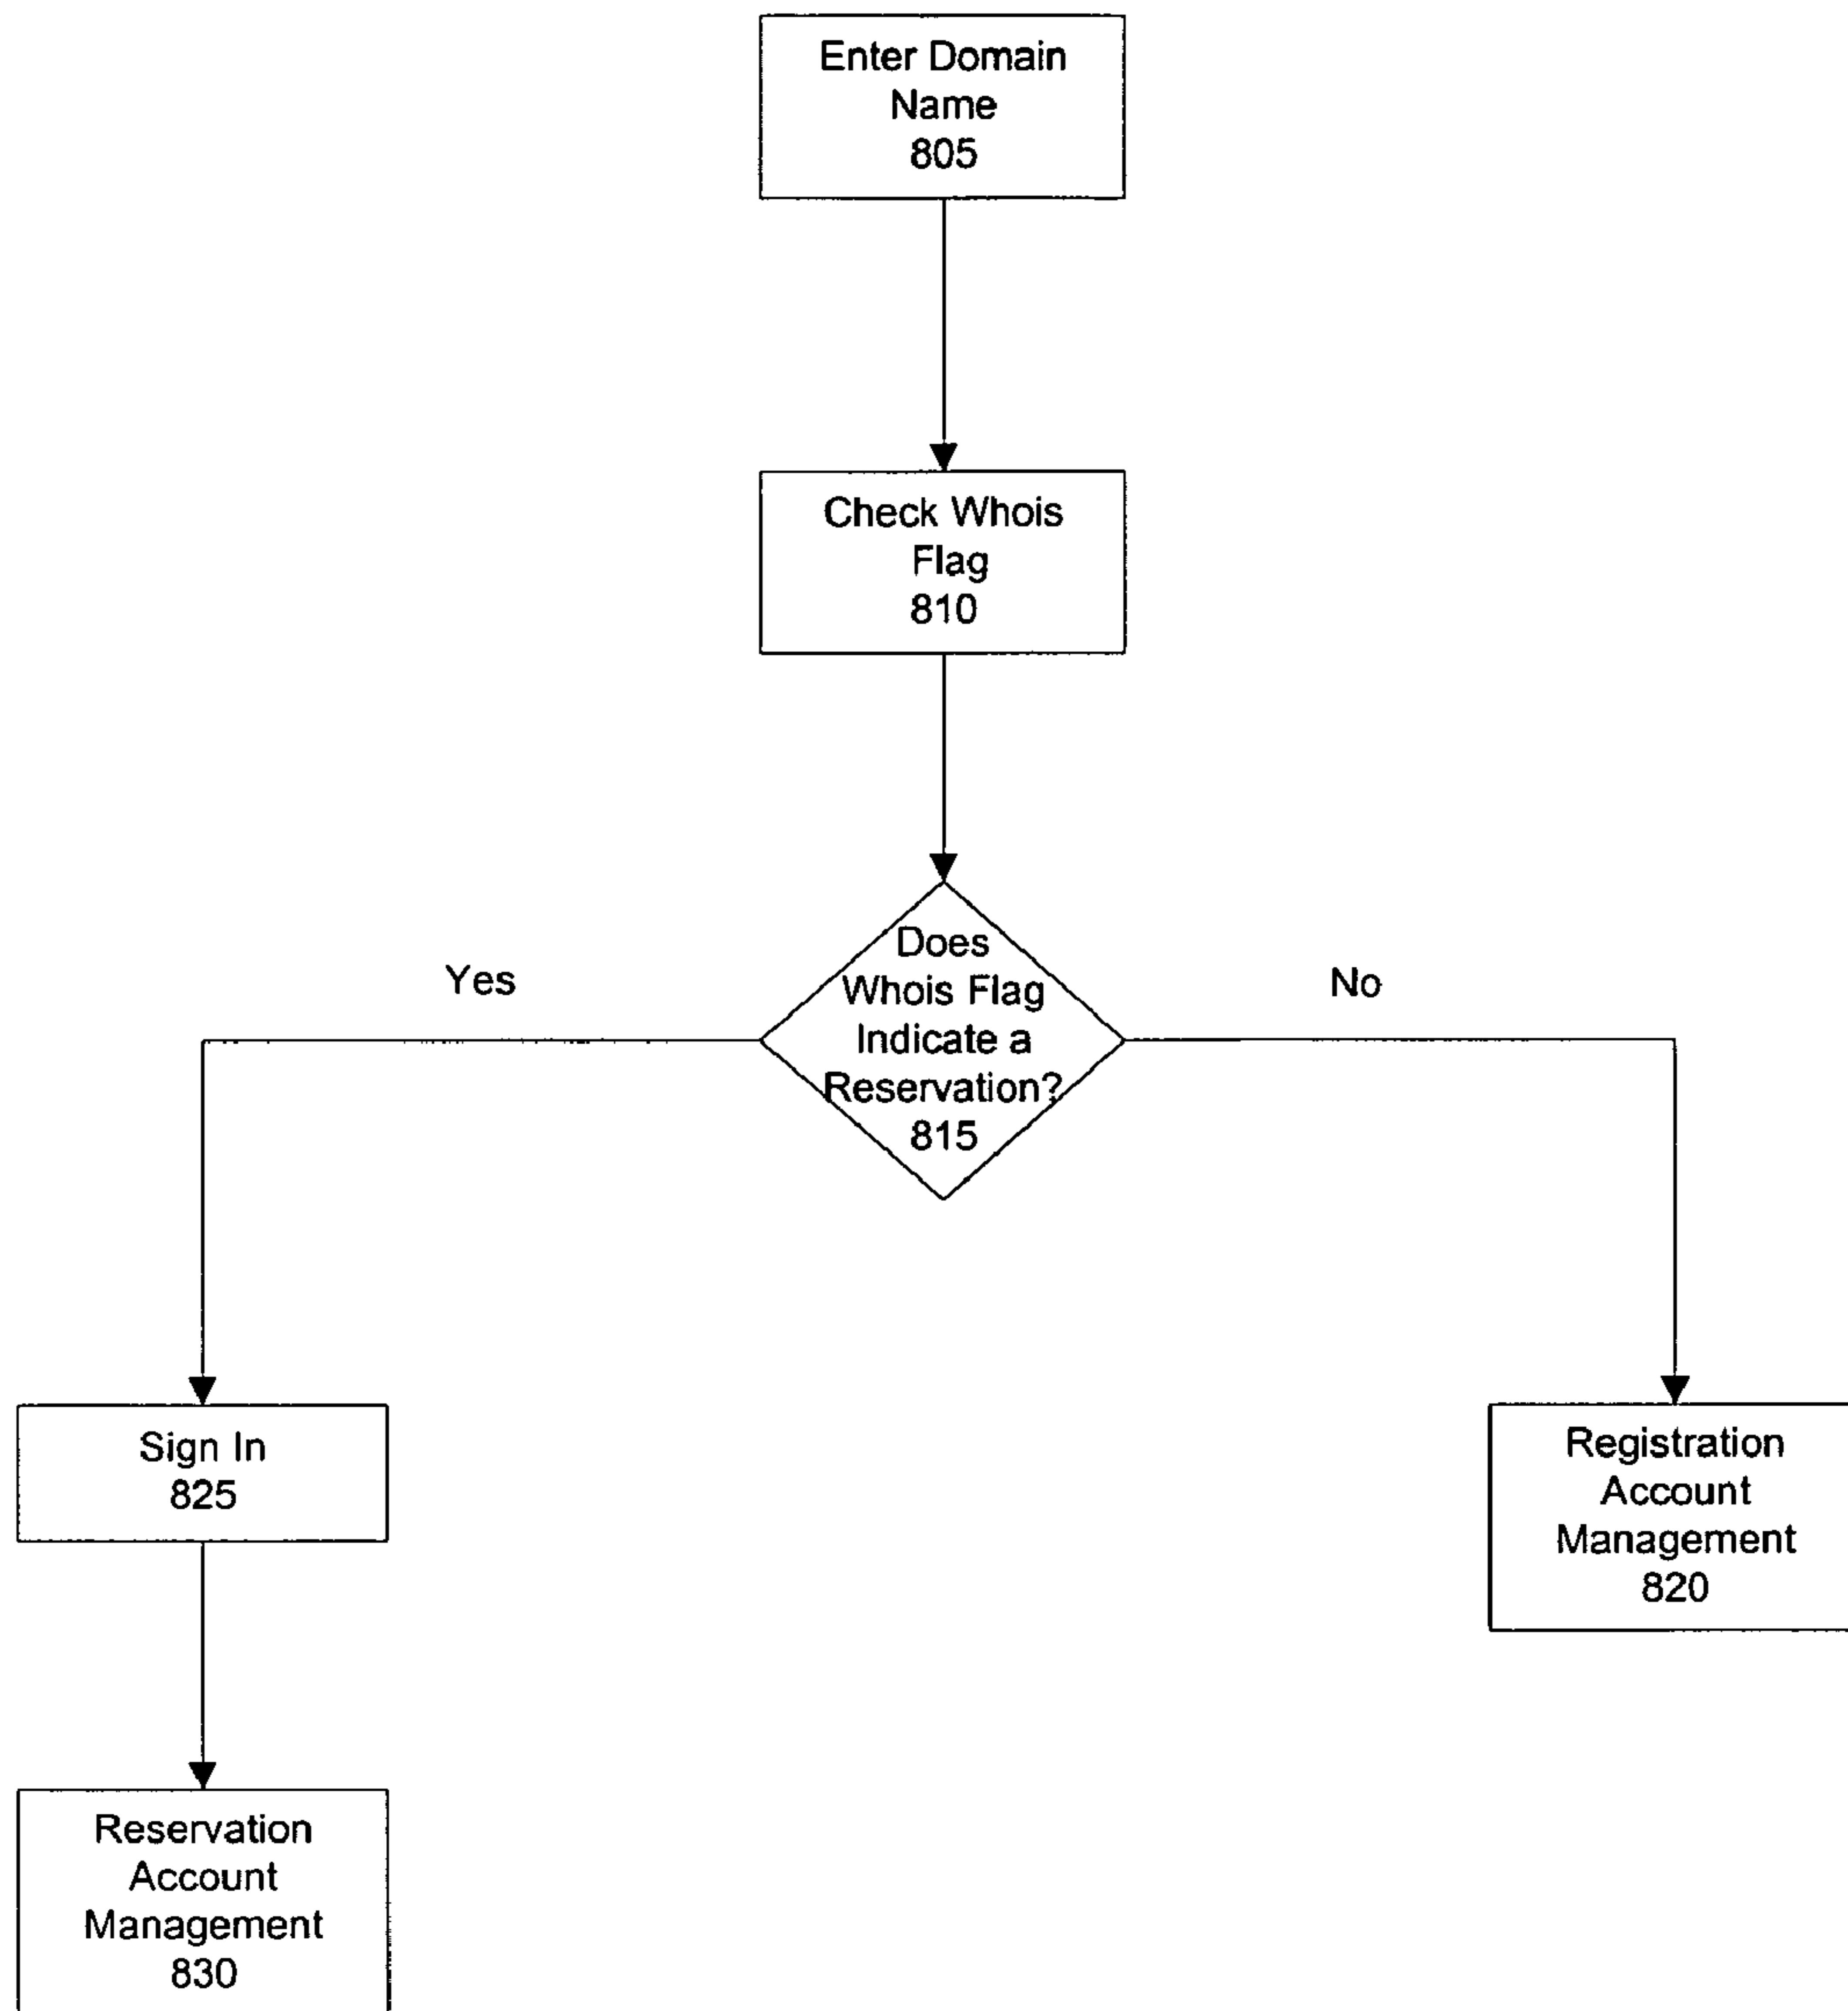 Enter Domain
Name
805
Check Whois
Flag
810
Does
Whois Flag
Indicate a
Reservation?
815
Yes
No
Sign In
825
Registration
Account
Management
820
Reservation
Account
Management
830